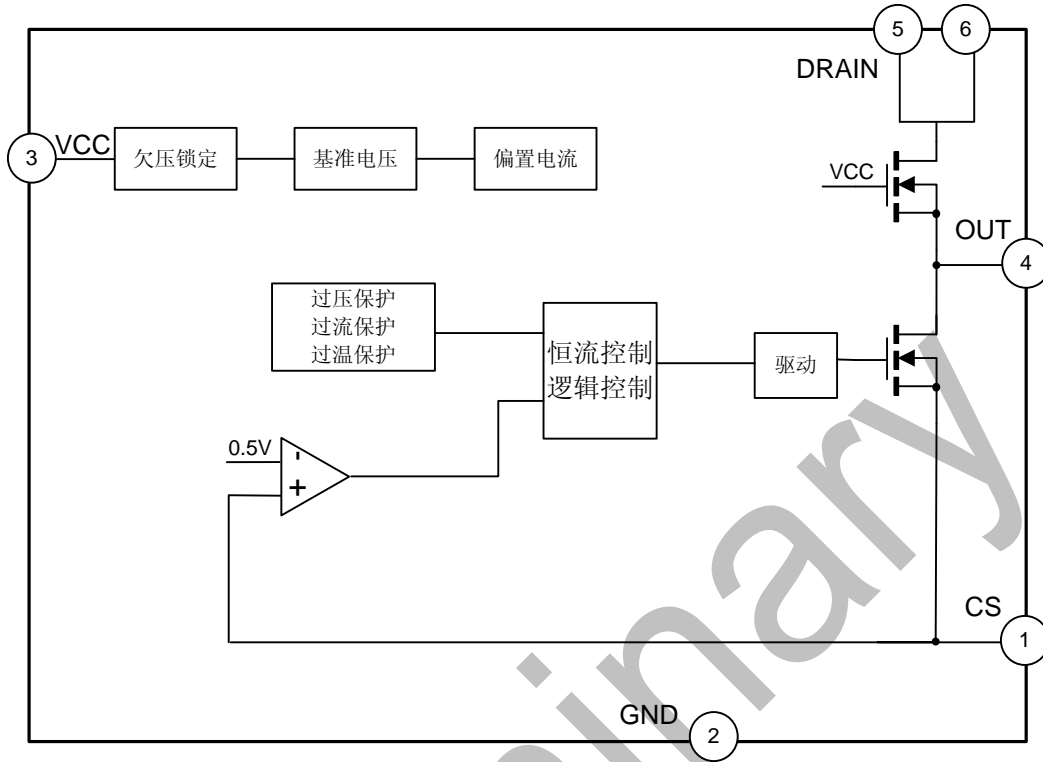 5
6
DRAIN
3
VCC
欠压锁定
基准电压
偏置电流
VCC
OUT
4
过压保护
过流保护
过温保护
恒流控制
逻辑控制
驱动
0.5V
-
+
CS
1
GND
2
inary